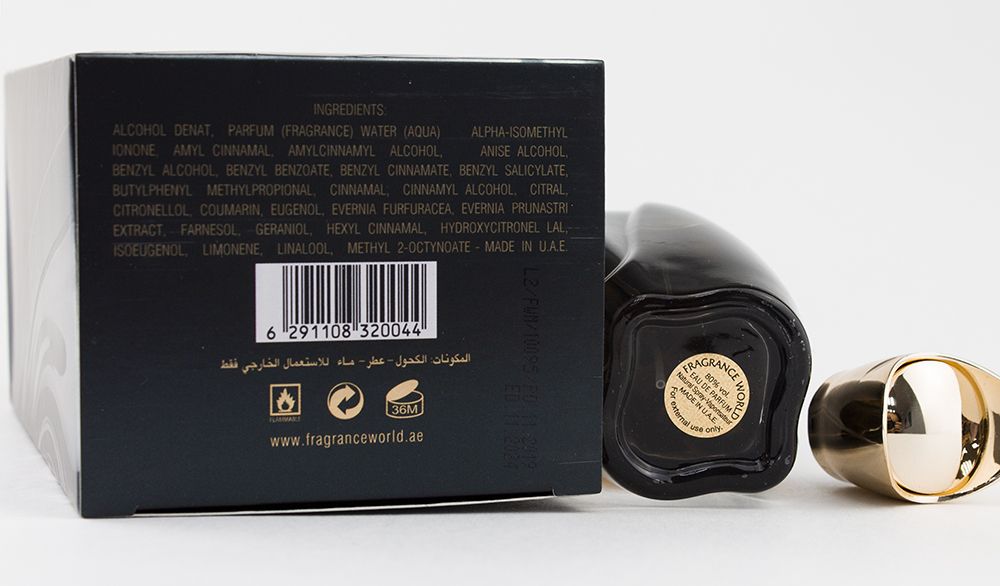 INGREDIENTS:
ALCOHOL DENAT, PARFUM (FRAGRANCE) WATER (AQUA) ALPHA-ISOMETHYL
IONONE, AMYL CINNAMAL, AMYLCINNAMYL ALCOHOL, ANISE ALCOHOL,
BENZYL ALCOHOL, BENZYL BENZOATE, BENZYL CINNAMATE, BENZYL SALICYLATE,
BUTYLPHENYL METHYLPROPIONAL, CINNAMAL, CINNAMYL ALCOHOL, CITRAL,
CITRONELLOL, COUMARIN, EUGENOL, EVERNIA FURFURACEA, EVERNIA PRUNASTRI
EXTRACT, FARNESOL, GERANIOL, HEXYL CINNAMAL, HYDROXYCITRONEL LAL,
ISOEUGENOL, LIMONENE, LINALOOL, METHYL 2-OCTYNOATE - MADE IN U.A.E.
6 291108 320044
المكونات: الكحول - عطر - ماء للاستعمال الخارجي فقط
FLAMMABLE
36M
www.fragranceworld.ae
FRAGRANCE WORLD
80% vol.
EAU DE PARFUM
Natural Spray-Vaporisateur
MADE IN U.A.E.
For external use only.